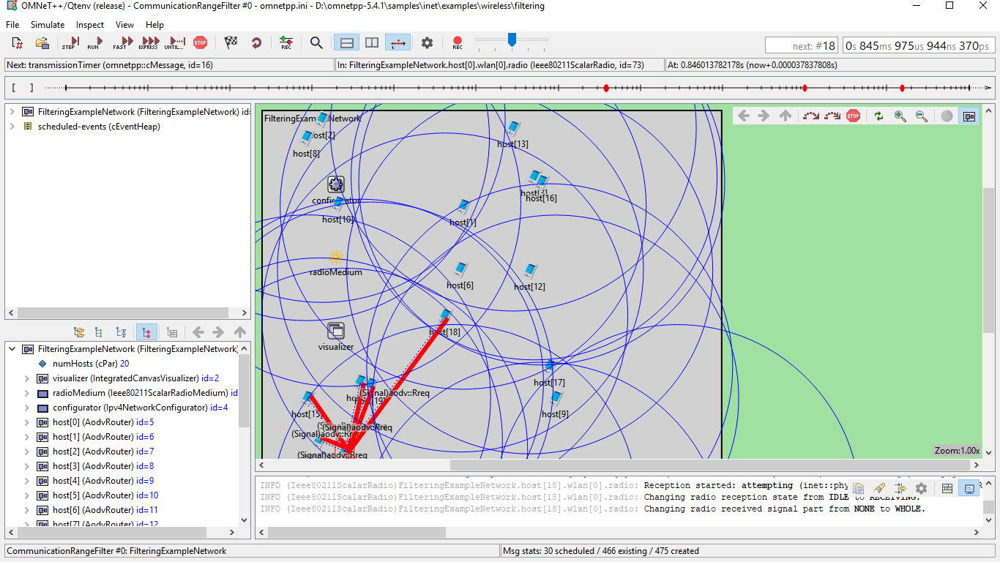 OMNeT++/Qtenv (release) - CommunicationRangeFilter #0 - omnetpp.ini - D:\omnetpp-5.4.1\samples\inet\examples\wireless\filtering
File Simulate Inspect View Help
STEP RUN FAST EXPRESS UNTIL... STOP REC REC next: #18 0s 845ms 975us 944ns 370ps
Next: transmissionTimer (omnetpp::cMessage, id=16) In: FilteringExampleNetwork.host[0].wlan[0].radio (Ieee80211ScalarRadio, id=73) At: 0.846013782178s (now+0.000037837808s)
[ ]
FilteringExampleNetwork (FilteringExampleNetwork) id=
scheduled-events (cEventHeap)
FilteringExampleNetwork (FilteringExampleNetwork)
numHosts (cPar) 20
visualizer (IntegratedCanvasVisualizer) id=2
radioMedium (Ieee80211ScalarRadioMedium) id
configurator (Ipv4NetworkConfigurator) id=4
host[0] (AodvRouter) id=5
host[1] (AodvRouter) id=6
host[2] (AodvRouter) id=7
host[3] (AodvRouter) id=8
host[4] (AodvRouter) id=9
host[5] (AodvRouter) id=10
host[6] (AodvRouter) id=11
host[7] (AodvRouter) id=12
STOP
ost[2]
host[8]
host[13]
host[16]
host[10]
host[1]
radioMedium
host[6]
host[12]
host[18]
visualizer
host[17]
(Signal)aodv::Rreq
host[15]
host[9]
(Signal)aodv::Rreq
(Signal)aodv::Rreq
(Signal)aodv::Rreq
Zoom:1.00x
INFO (Ieee80211ScalarRadio)FilteringExampleNetwork.host[18].wlan[0].radio: Reception started: attempting (inet::phy
INFO (Ieee80211ScalarRadio)FilteringExampleNetwork.host[18].wlan[0].radio: Changing radio reception state from IDLE to RECEIVING.
INFO (Ieee80211ScalarRadio)FilteringExampleNetwork.host[18].wlan[0].radio: Changing radio received signal part from NONE to WHOLE.
CommunicationRangeFilter #0: FilteringExampleNetwork Msg stats: 30 scheduled / 466 existing / 475 created